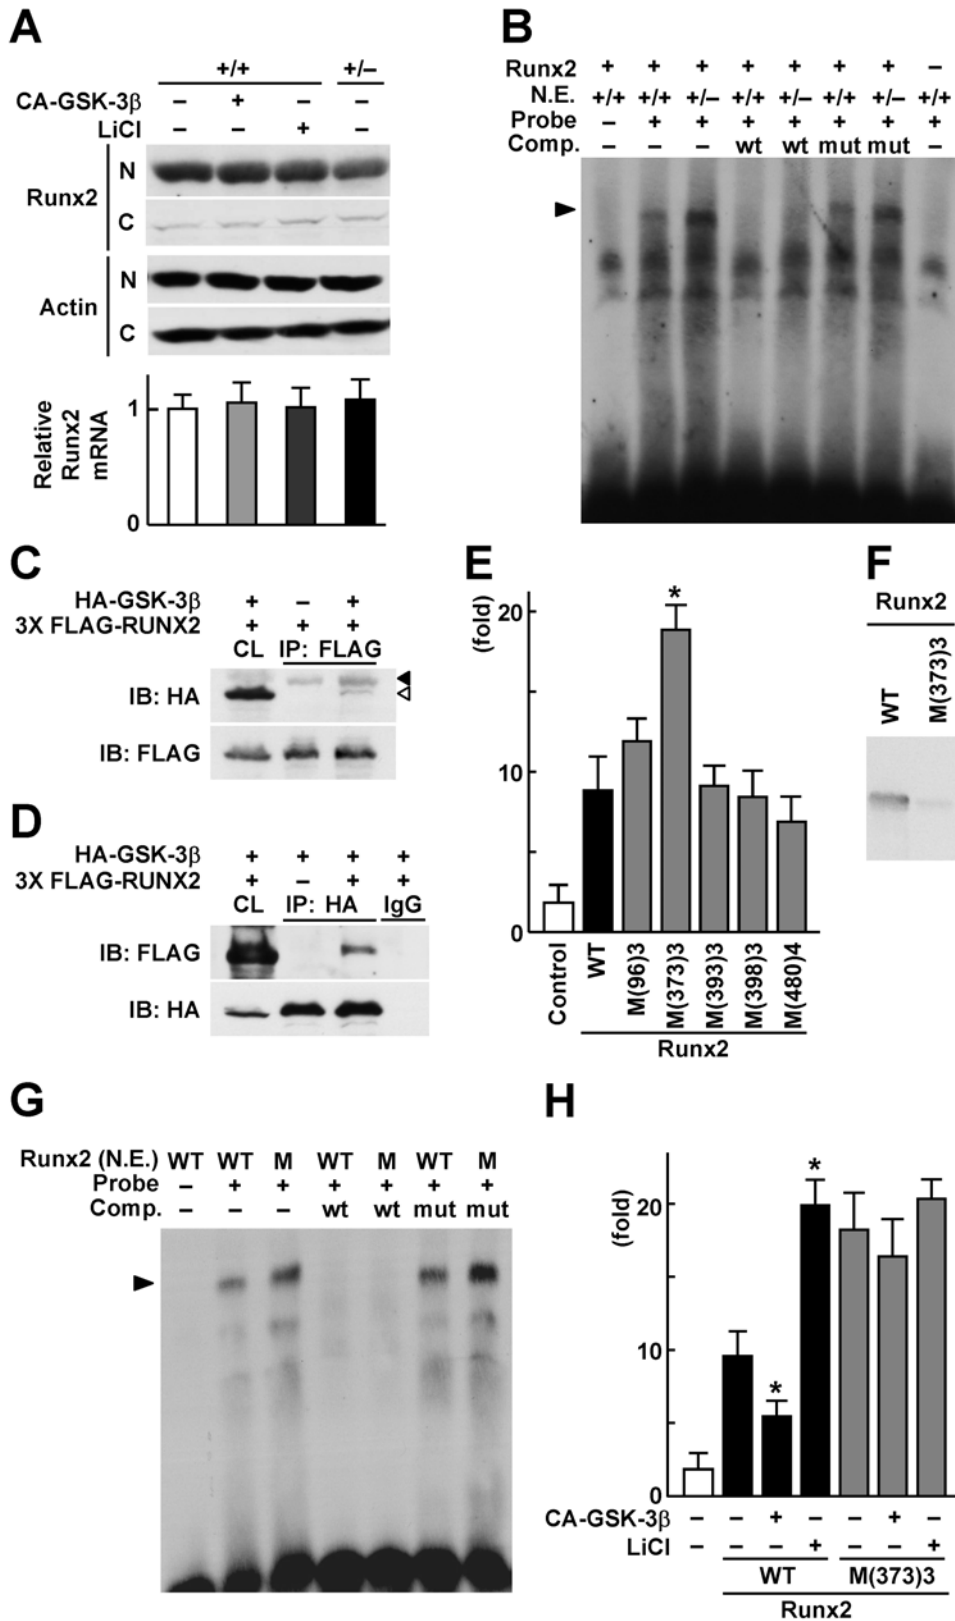 A
+/+ +/–
CA-GSK-3β – + – –
LiCl – – + –
Runx2
N
C
Actin
N
C
Relative
Runx2
mRNA
1
0
B
Runx2 + + + + + + + –
N.E. +/+ +/+ +/– +/+ +/– +/+ +/– +/+
Probe – + + + + + + +
Comp. – – – wt wt mut mut –
C
HA-GSK-3β + – +
3X FLAG-RUNX2 + + +
CL IP: FLAG
IB: HA
IB: FLAG
D
HA-GSK-3β + + + +
3X FLAG-RUNX2 + – + +
CL IP: HA IgG
IB: FLAG
IB: HA
E
(fold)
20
10
0
*
Control
WT
M(96)3
M(373)3
M(393)3
M(398)3
M(480)4
Runx2
F
Runx2
WT
M(373)3
G
Runx2 (N.E.) WT WT M WT M WT M
Probe – + + + + + +
Comp. – – – wt wt mut mut
H
(fold)
20
10
0
*
*
CA-GSK-3β – – + – – + –
LiCl – – – + – – +
WT M(373)3
Runx2